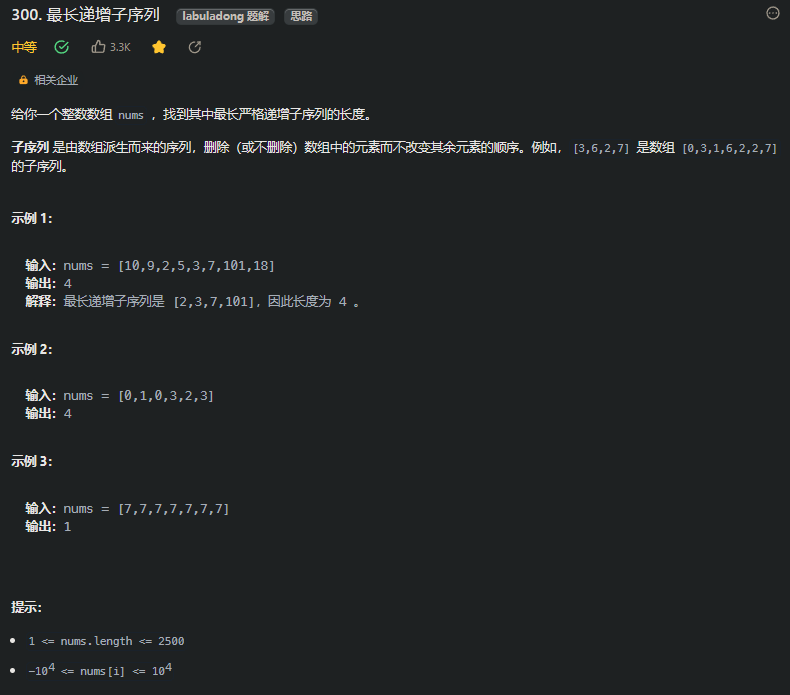 300. 最长递增子序列 labuladong 题解 思路
中等 3.3K
相关企业
给你一个整数数组 nums ，找到其中最长严格递增子序列的长度。
子序列 是由数组派生而来的序列，删除（或不删除）数组中的元素而不改变其余元素的顺序。例如， [3,6,2,7] 是数组 [0,3,1,6,2,2,7]
的子序列。
示例 1：
输入：nums = [10,9,2,5,3,7,101,18]
输出：4
解释：最长递增子序列是 [2,3,7,101]，因此长度为 4 。
示例 2：
输入：nums = [0,1,0,3,2,3]
输出：4
示例 3：
输入：nums = [7,7,7,7,7,7,7]
输出：1
提示：
• 1 <= nums.length <= 2500
• -10⁴ <= nums[i] <= 10⁴